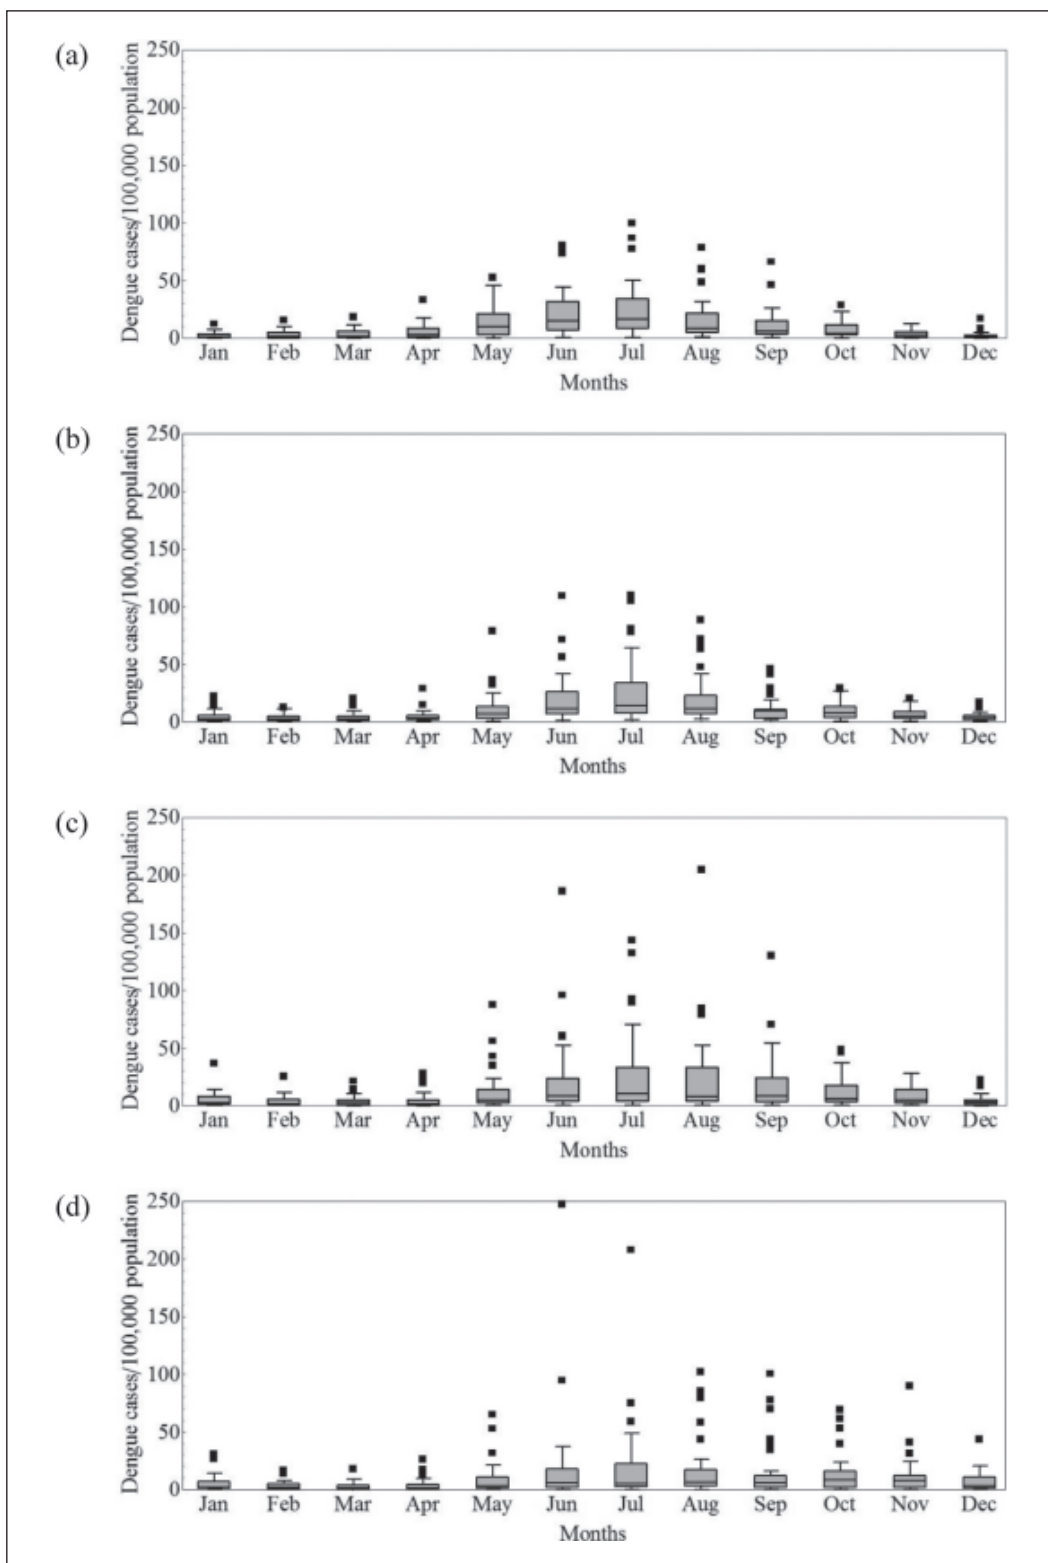 (a)
Dengue cases/100,000 population
250
200
150
100
50
0
Jan Feb Mar Apr May Jun Jul Aug Sep Oct Nov Dec
Months
(b)
Dengue cases/100,000 population
250
200
150
100
50
0
Jan Feb Mar Apr May Jun Jul Aug Sep Oct Nov Dec
Months
(c)
Dengue cases/100,000 population
250
200
150
100
50
0
Jan Feb Mar Apr May Jun Jul Aug Sep Oct Nov Dec
Months
(d)
Dengue cases/100,000 population
250
200
150
100
50
0
Jan Feb Mar Apr May Jun Jul Aug Sep Oct Nov Dec
Months